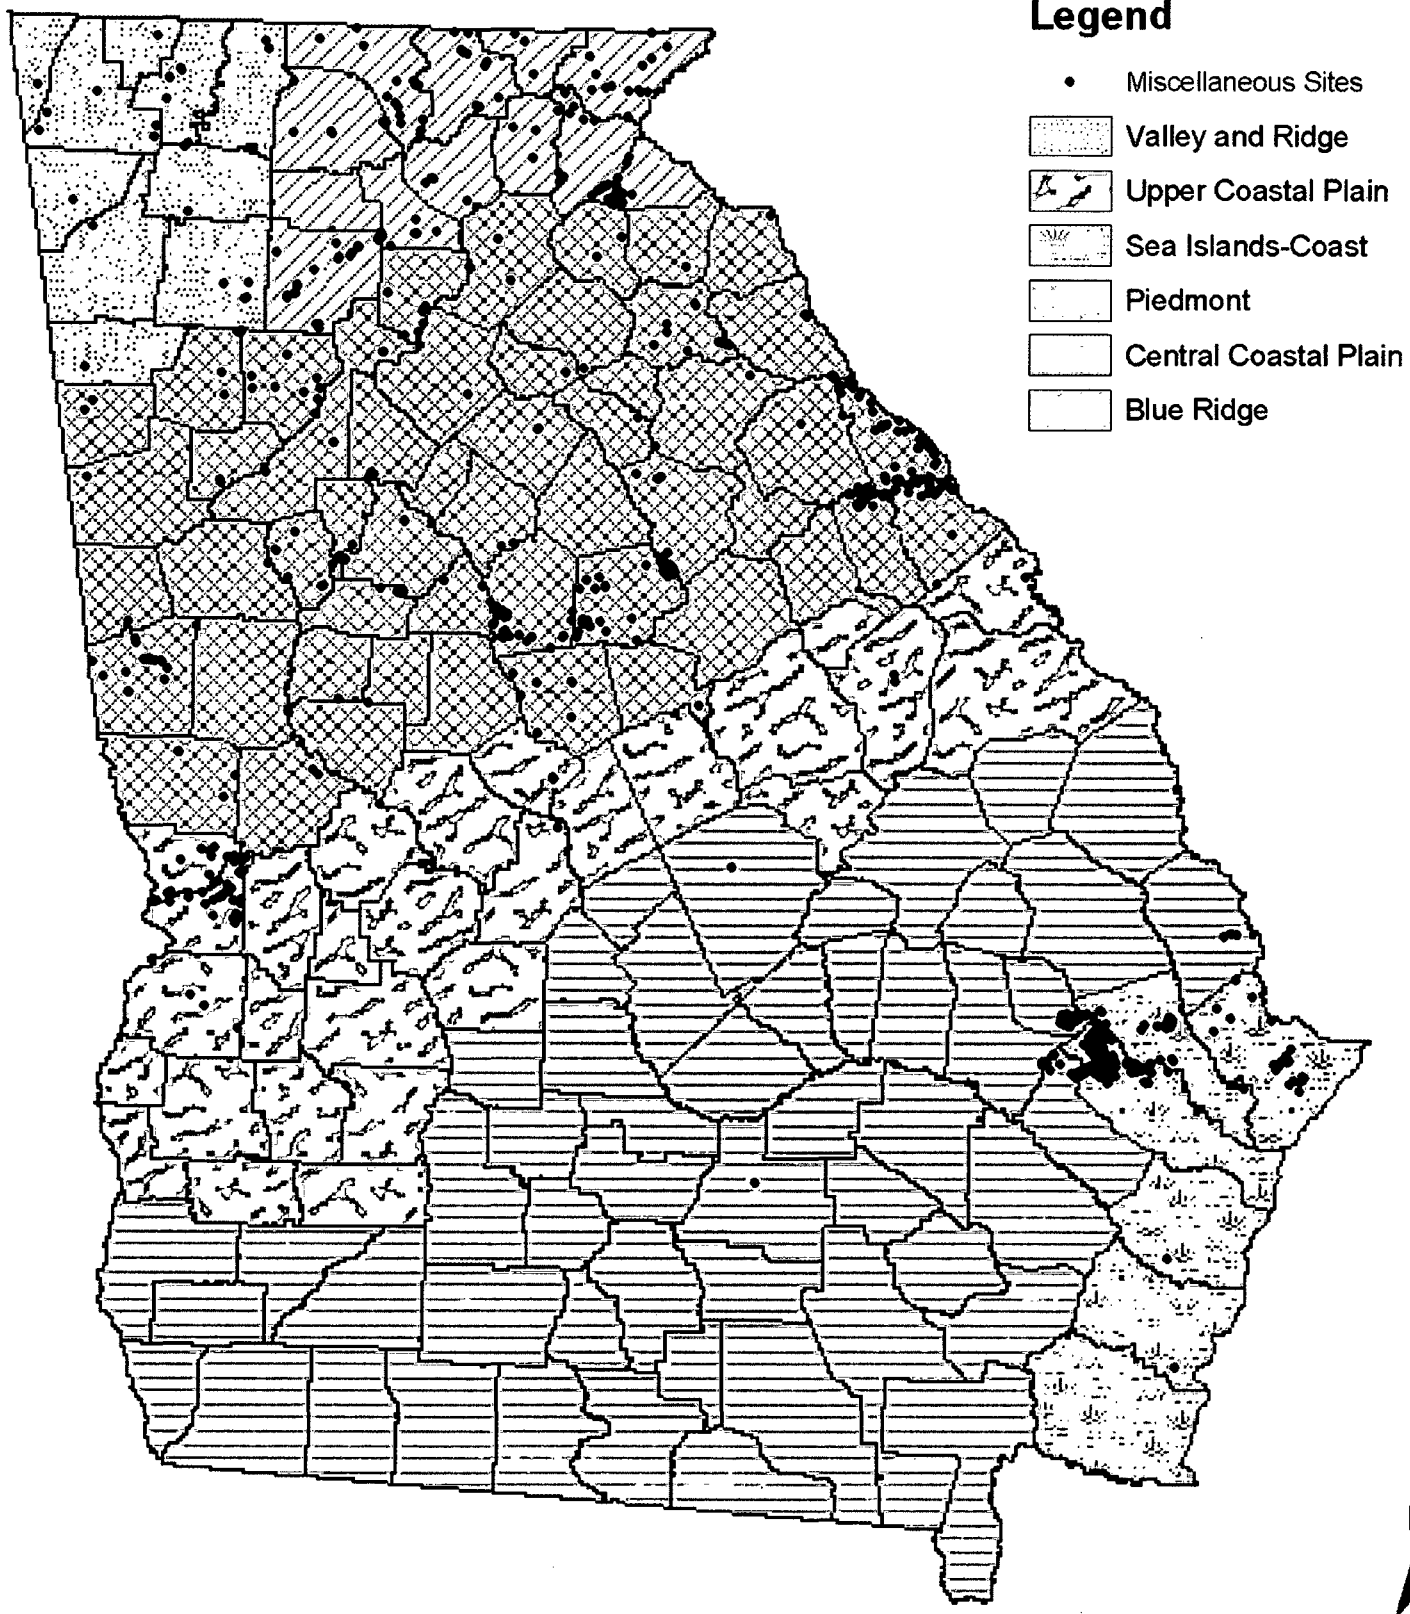 Legend
Miscellaneous Sites
Valley and Ridge
Upper Coastal Plain
Sea Islands-Coast
Piedmont
Central Coastal Plain
Blue Ridge